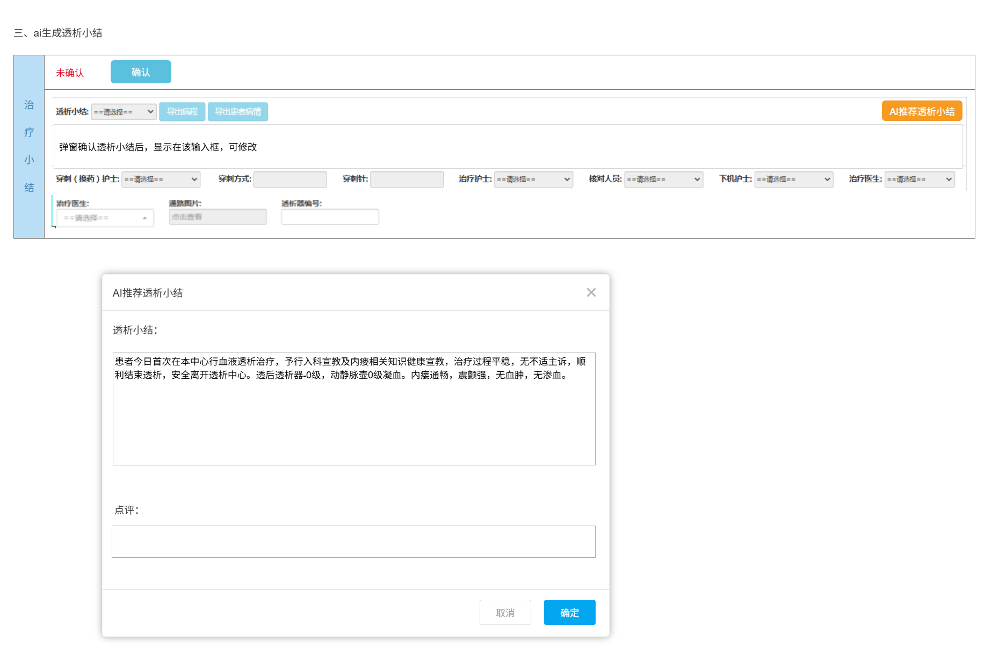 三、ai生成透析小结
未确认
确认
治
疗
小
结
透析小结: ==请选择== 导出病程 导出患者病情 AI推荐透析小结
弹窗确认透析小结后，显示在该输入框，可修改
穿刺（换药）护士: ==请选择== 穿刺方式: 穿刺针: 治疗护士: ==请选择== 核对人员: ==请选择== 下机护士: ==请选择== 治疗医生: ==请选择==
治疗医生: 通路图片: 透析器编号:
==请选择== 点击查看
AI推荐透析小结
透析小结：
患者今日首次在本中心行血液透析治疗，予行入科宣教及内瘘相关知识健康宣教，治疗过程平稳，无不适主诉，顺
利结束透析，安全离开透析中心。透后透析器-0级，动静脉壶0级凝血。内瘘通畅，震颤强，无血肿，无渗血。
点评：
取消 确定